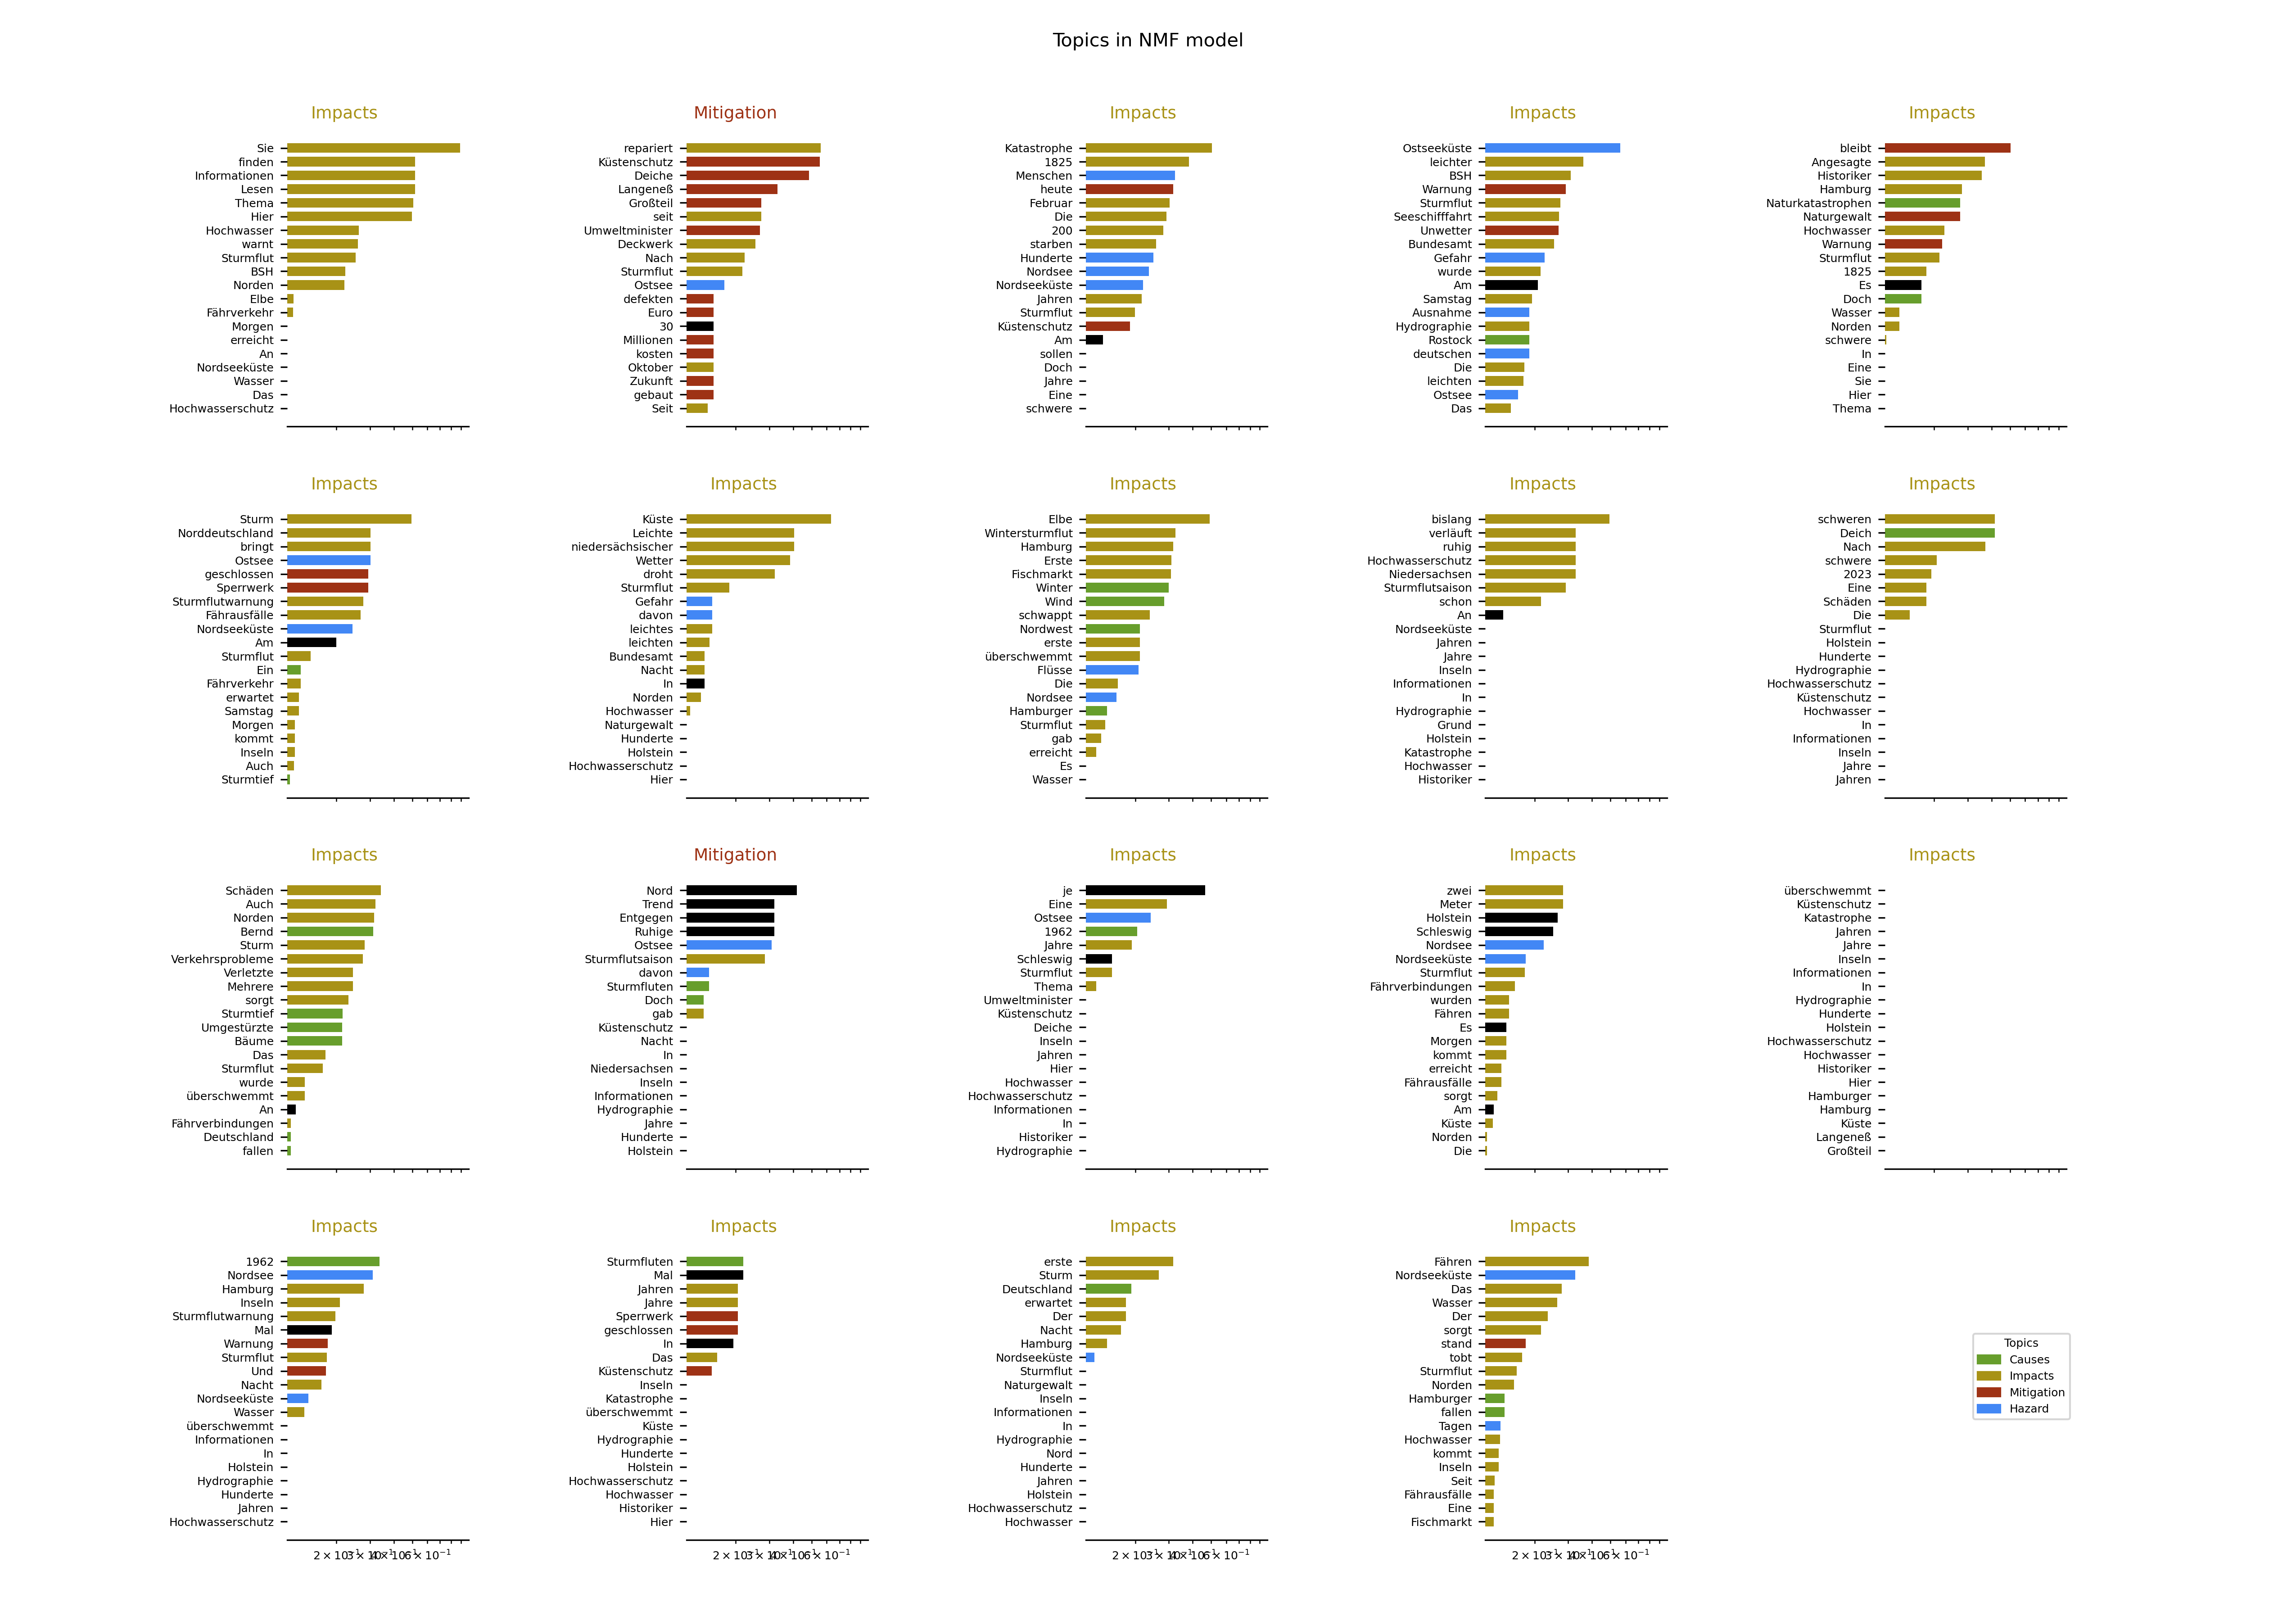 Topics in NMF model
Impacts
Sie
finden
Informationen
Lesen
Thema
Hier
Hochwasser
warnt
Sturmflut
BSH
Norden
Elbe
Fährverkehr
Morgen
erreicht
An
Nordseeküste
Wasser
Das
Hochwasserschutz
Mitigation
repariert
Küstenschutz
Deiche
Langeneß
Großteil
seit
Umweltminister
Deckwerk
Nach
Sturmflut
Ostsee
defekten
Euro
30
Millionen
kosten
Oktober
Zukunft
gebaut
Seit
Impacts
Katastrophe
1825
Menschen
heute
Februar
Die
200
starben
Hunderte
Nordsee
Nordseeküste
Jahren
Sturmflut
Küstenschutz
Am
sollen
Doch
Jahre
Eine
schwere
Impacts
Ostseeküste
leichter
BSH
Warnung
Sturmflut
Seeschifffahrt
Unwetter
Bundesamt
Gefahr
wurde
Am
Samstag
Ausnahme
Hydrographie
Rostock
deutschen
Die
leichten
Ostsee
Das
Impacts
bleibt
Angesagte
Historiker
Hamburg
Naturkatastrophen
Naturgewalt
Hochwasser
Warnung
Sturmflut
1825
Es
Doch
Wasser
Norden
schwere
In
Eine
Sie
Hier
Thema
Impacts
Sturm
Norddeutschland
bringt
Ostsee
geschlossen
Sperrwerk
Sturmflutwarnung
Fährausfälle
Nordseeküste
Am
Sturmflut
Ein
Fährverkehr
erwartet
Samstag
Morgen
kommt
Inseln
Auch
Sturmtief
Impacts
Küste
Leichte
niedersächsischer
Wetter
droht
Sturmflut
Gefahr
davon
leichtes
leichten
Bundesamt
Nacht
In
Norden
Hochwasser
Naturgewalt
Hunderte
Holstein
Hochwasserschutz
Hier
Impacts
Elbe
Wintersturmflut
Hamburg
Erste
Fischmarkt
Winter
Wind
schwappt
Nordwest
erste
überschwemmt
Flüsse
Die
Nordsee
Hamburger
Sturmflut
gab
erreicht
Es
Wasser
Impacts
bislang
verläuft
ruhig
Hochwasserschutz
Niedersachsen
Sturmflutsaison
schon
An
Nordseeküste
Jahren
Jahre
Inseln
Informationen
In
Hydrographie
Grund
Holstein
Katastrophe
Hochwasser
Historiker
Impacts
schweren
Deich
Nach
schwere
2023
Eine
Schäden
Die
Sturmflut
Holstein
Hunderte
Hydrographie
Hochwasserschutz
Küstenschutz
Hochwasser
In
Informationen
Inseln
Jahre
Jahren
Impacts
Schäden
Auch
Norden
Bernd
Sturm
Verkehrsprobleme
Verletzte
Mehrere
sorgt
Sturmtief
Umgestürzte
Bäume
Das
Sturmflut
wurde
überschwemmt
An
Fährverbindungen
Deutschland
fallen
Mitigation
Nord
Trend
Entgegen
Ruhige
Ostsee
Sturmflutsaison
davon
Sturmfluten
Doch
gab
Küstenschutz
Nacht
In
Niedersachsen
Inseln
Informationen
Hydrographie
Jahre
Hunderte
Holstein
Impacts
je
Eine
Ostsee
1962
Jahre
Schleswig
Sturmflut
Thema
Umweltminister
Küstenschutz
Deiche
Inseln
Jahren
Hier
Hochwasser
Hochwasserschutz
Informationen
In
Historiker
Hydrographie
Impacts
zwei
Meter
Holstein
Schleswig
Nordsee
Nordseeküste
Sturmflut
Fährverbindungen
wurden
Fähren
Es
Morgen
kommt
erreicht
Fährausfälle
sorgt
Am
Küste
Norden
Die
Impacts
überschwemmt
Küstenschutz
Katastrophe
Jahren
Jahre
Inseln
Informationen
In
Hydrographie
Hunderte
Holstein
Hochwasserschutz
Hochwasser
Historiker
Hier
Hamburger
Hamburg
Küste
Langeneß
Großteil
Impacts
1962
Nordsee
Hamburg
Inseln
Sturmflutwarnung
Mal
Warnung
Sturmflut
Und
Nacht
Nordseeküste
Wasser
überschwemmt
Informationen
In
Holstein
Hydrographie
Hunderte
Jahren
Hochwasserschutz
Impacts
Sturmfluten
Mal
Jahren
Jahre
Sperrwerk
geschlossen
In
Das
Küstenschutz
Inseln
Katastrophe
überschwemmt
Küste
Hydrographie
Hunderte
Holstein
Hochwasserschutz
Hochwasser
Historiker
Hier
Impacts
erste
Sturm
Deutschland
erwartet
Der
Nacht
Hamburg
Nordseeküste
Sturmflut
Naturgewalt
Inseln
Informationen
In
Hydrographie
Nord
Hunderte
Jahren
Holstein
Hochwasserschutz
Hochwasser
Impacts
Fähren
Nordseeküste
Das
Wasser
Der
sorgt
stand
tobt
Sturmflut
Norden
Hamburger
fallen
Tagen
Hochwasser
kommt
Inseln
Seit
Fährausfälle
Eine
Fischmarkt
Topics
Causes
Impacts
Mitigation
Hazard